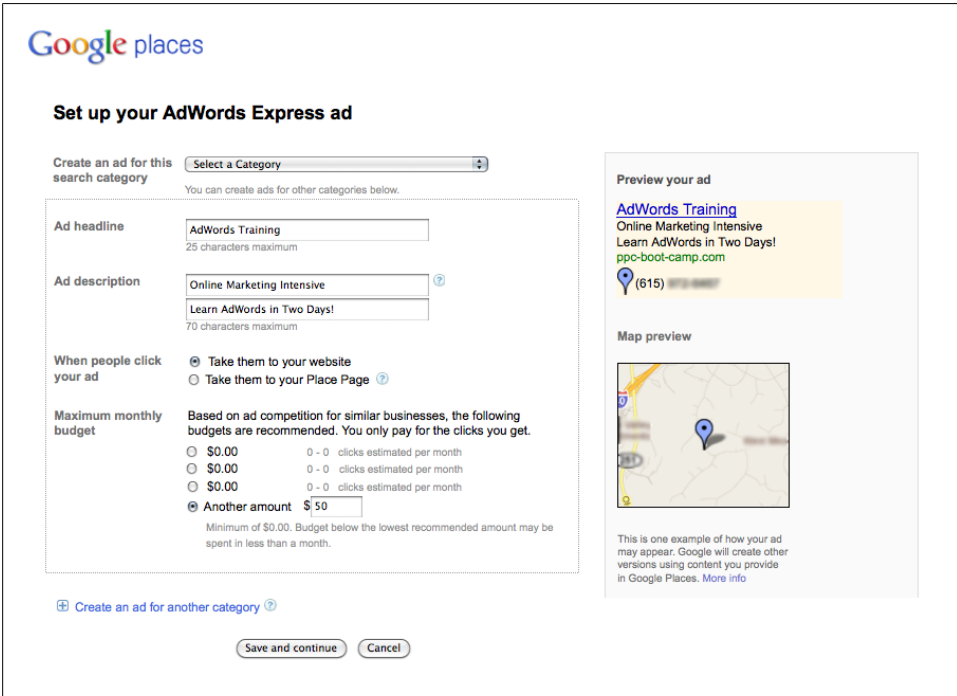 Google places
Set up your AdWords Express ad
Create an ad for this
search category
Select a Category
You can create ads for other categories below.
Ad headline
AdWords Training
25 characters maximum
Ad description
Online Marketing Intensive
?
Learn AdWords in Two Days!
70 characters maximum
When people click
your ad
Take them to your website
Take them to your Place Page ?
Maximum monthly
budget
Based on ad competition for similar businesses, the following
budgets are recommended. You only pay for the clicks you get.
$0.00 0 - 0 clicks estimated per month
$0.00 0 - 0 clicks estimated per month
$0.00 0 - 0 clicks estimated per month
Another amount $ 50
Minimum of $0.00. Budget below the lowest recommended amount may be
spent in less than a month.
Create an ad for another category ?
Save and continue Cancel
Preview your ad
AdWords Training
Online Marketing Intensive
Learn AdWords in Two Days!
ppc-boot-camp.com
(615)
Map preview
This is one example of how your ad
may appear. Google will create other
versions using content you provide
in Google Places. More info